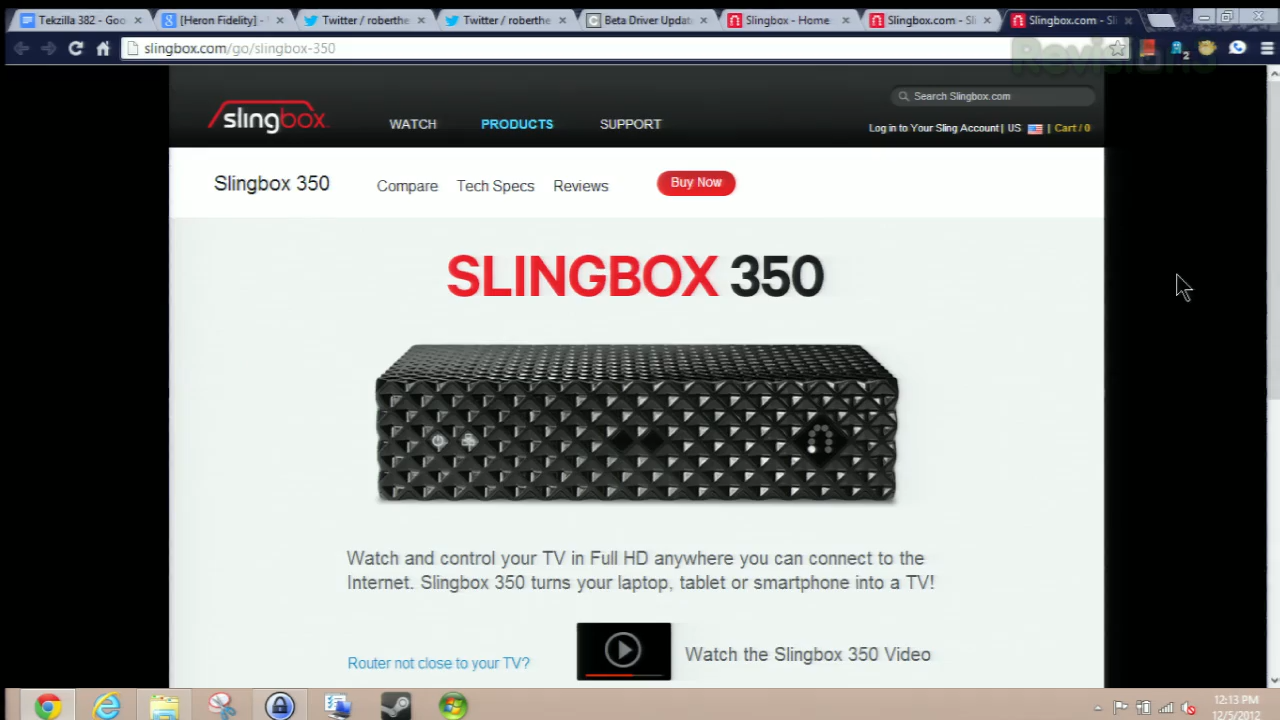 Tekzilla 382 - Goo
[Heron Fidelity] -
Twitter / roberthe
Twitter / roberthe
Beta Driver Updat
Slingbox - Home
Slingbox.com - Sli
Slingbox.com - Sli
slingbox.com/go/slingbox-350
Revision3
2
slingbox
WATCH
PRODUCTS
SUPPORT
Search Slingbox.com
Log in to Your Sling Account | US | Cart / 0
Slingbox 350
Compare
Tech Specs
Reviews
Buy Now
SLINGBOX 350
Watch and control your TV in Full HD anywhere you can connect to the
Internet. Slingbox 350 turns your laptop, tablet or smartphone into a TV!
Router not close to your TV?
Watch the Slingbox 350 Video
12:13 PM
12/5/2012